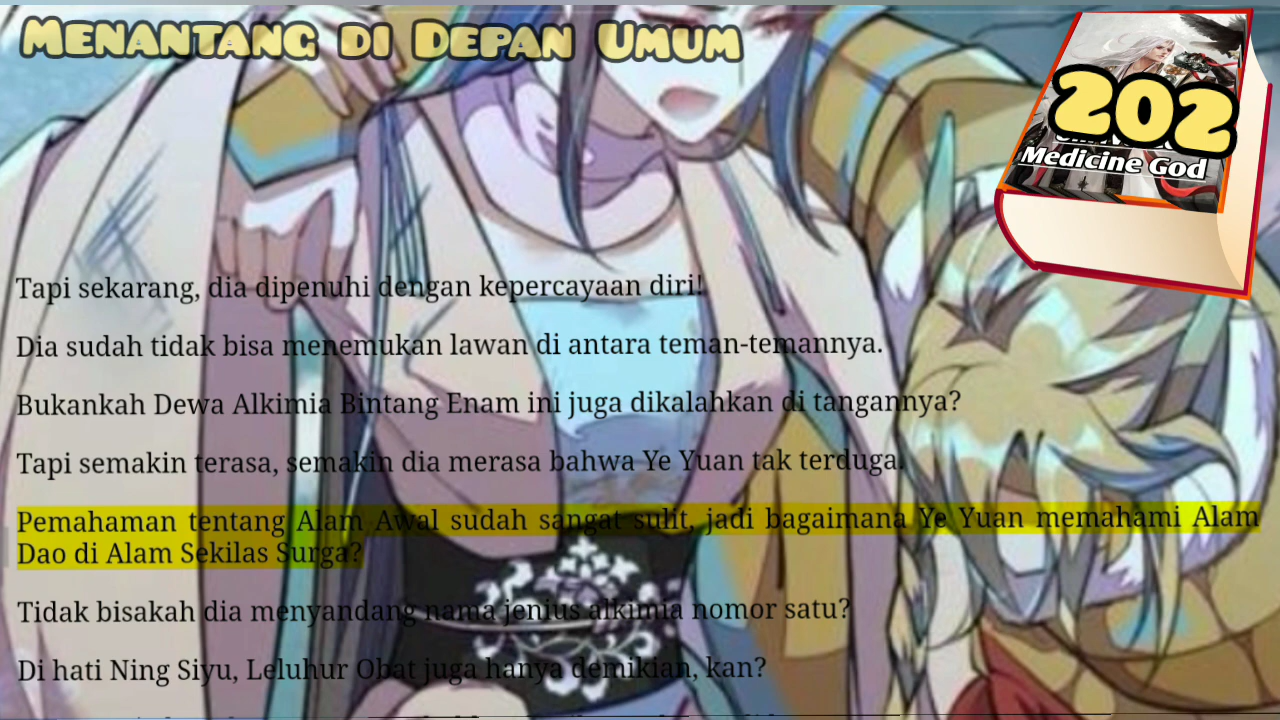 Menantang di Depan Umum
202
Medicine God
Tapi sekarang, dia dipenuhi dengan kepercayaan diri!
Dia sudah tidak bisa menemukan lawan di antara teman-temannya.
Bukankah Dewa Alkimia Bintang Enam ini juga dikalahkan di tangannya?
Tapi semakin terasa, semakin dia merasa bahwa Ye Yuan tak terduga.
Pemahaman tentang Alam Awal sudah sangat sulit, jadi bagaimana Ye Yuan memahami Alam
Dao di Alam Sekilas Surga?
Tidak bisakah dia menyandang nama jenius alkimia nomor satu?
Di hati Ning Siyu, Leluhur Obat juga hanya demikian, kan?